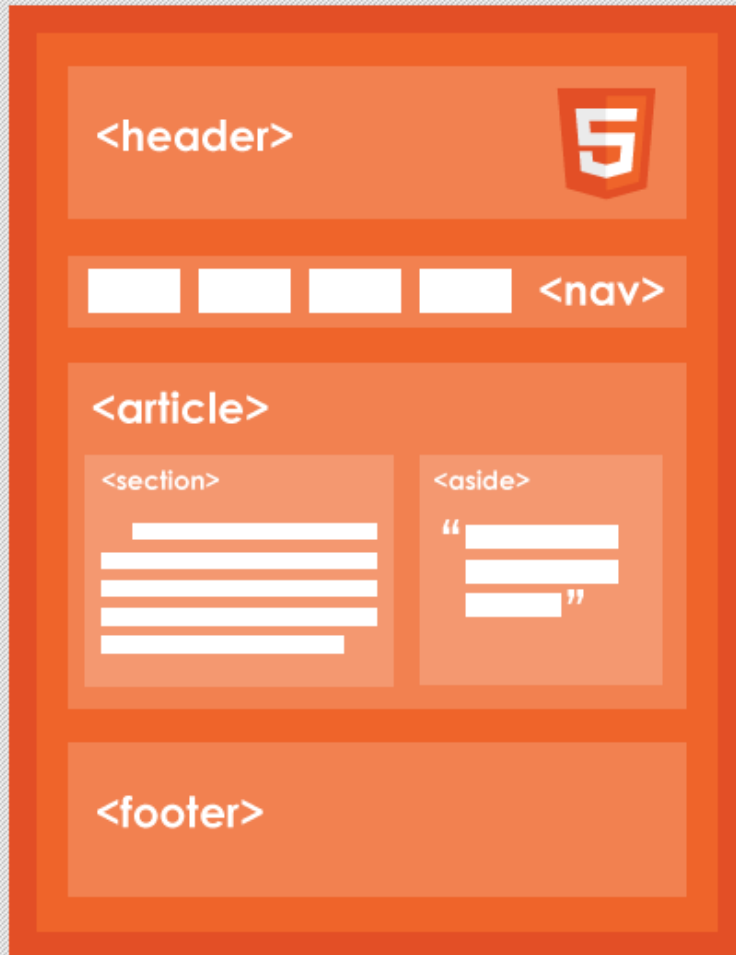 <header>
5
<nav>
<article>
<section>
<aside>
“
”
<footer>